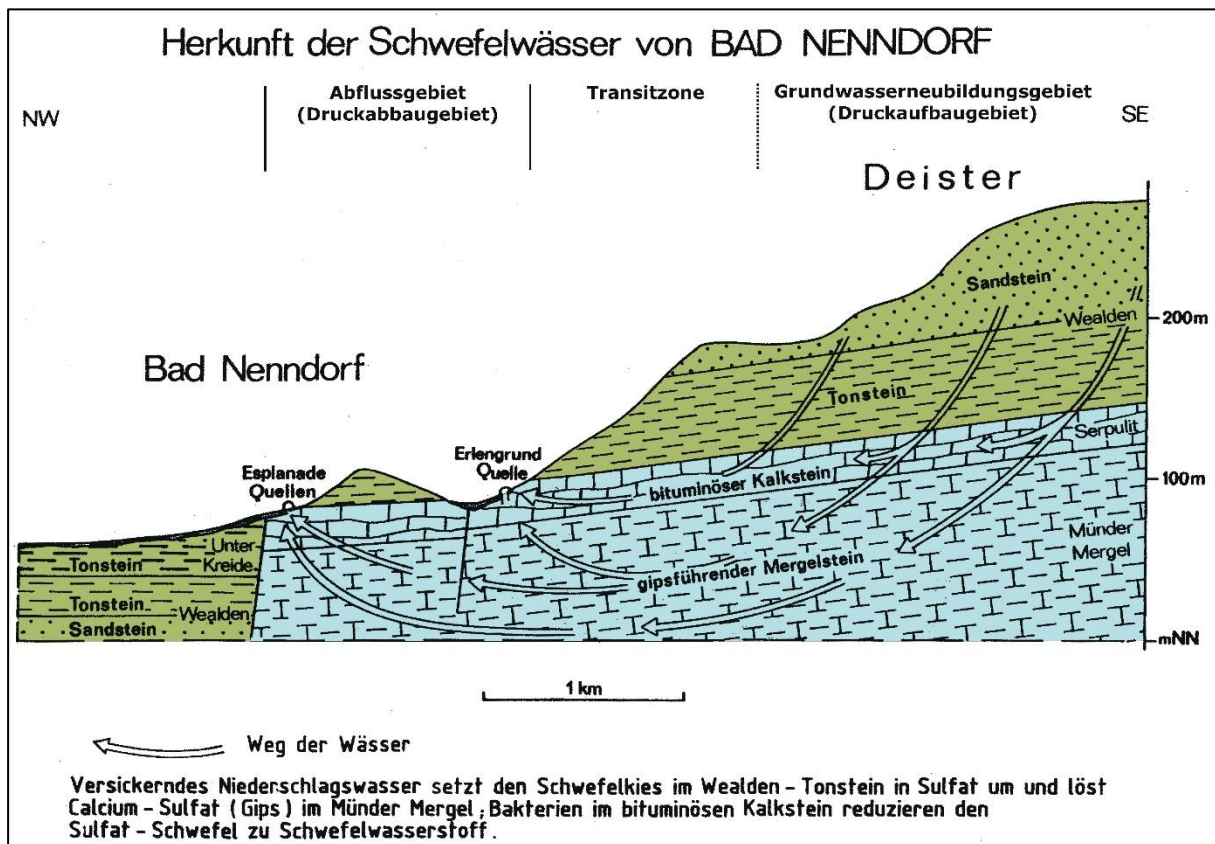 Herkunft der Schwefelwässer von BAD NENNDORF
NW
Abflussgebiet
(Druckabbaugebiet)
Transitzone
Grundwasserneubildungsgebiet
(Druckaufbaugebiet)
SE
Deister
Sandstein
Wealden
200m
Bad Nenndorf
Tonstein
Serpulit
Erlengrund
Quelle
Esplanade
Quellen
bituminöser Kalkstein
100m
Münder
Mergel
Unter
Kreide
Tonstein
gipsführender Mergelstein
Tonstein
Wealden
Sandstein
mNN
1 km
Weg der Wässer
Versickerndes Niederschlagswasser setzt den Schwefelkies im Wealden - Tonstein in Sulfat um und löst
Calcium - Sulfat (Gips) im Münder Mergel; Bakterien im bituminösen Kalkstein reduzieren den
Sulfat - Schwefel zu Schwefelwasserstoff.